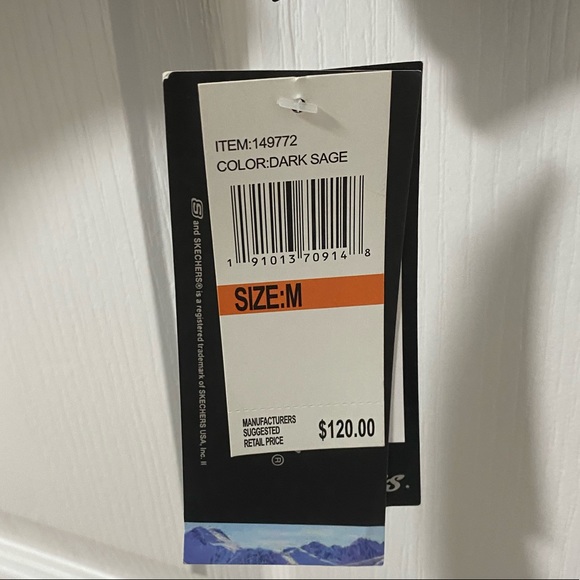 ITEM:149772
COLOR:DARK SAGE
1 91013 70914 8
SIZE:M
MANUFACTURERS
SUGGESTED
RETAIL PRICE
$120.00
S and SKECHERS® is a registered trademark of SKECHERS USA, Inc. II
®